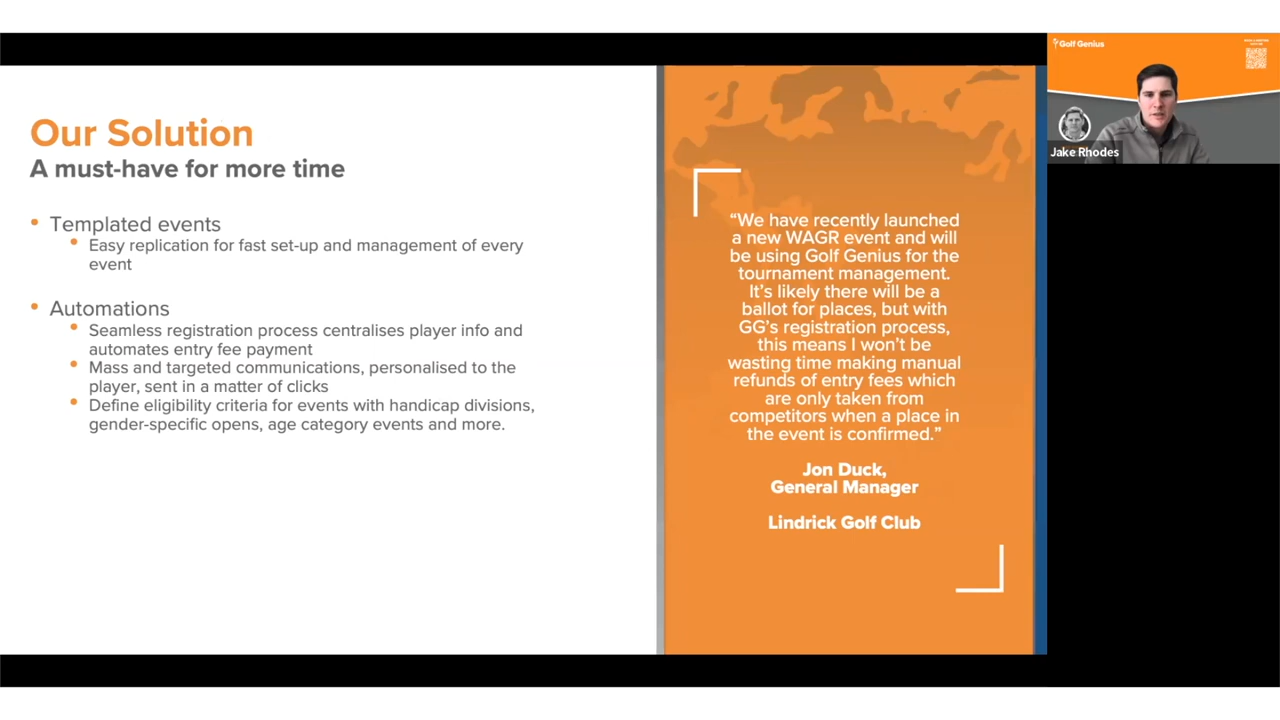 Our Solution
A must-have for more time
• Templated events
• Easy replication for fast set-up and management of every
event
• Automations
• Seamless registration process centralises player info and
automates entry fee payment
• Mass and targeted communications, personalised to the
player, sent in a matter of clicks
• Define eligibility criteria for events with handicap divisions,
gender-specific opens, age category events and more.
“We have recently launched
a new WAGR event and will
be using Golf Genius for the
tournament management.
It’s likely there will be a
ballot for places, but with
GG’s registration process,
this means I won’t be
wasting time making manual
refunds of entry fees which
are only taken from
competitors when a place in
the event is confirmed.”
Jon Duck,
General Manager
Lindrick Golf Club
Golf Genius
Jake Rhodes